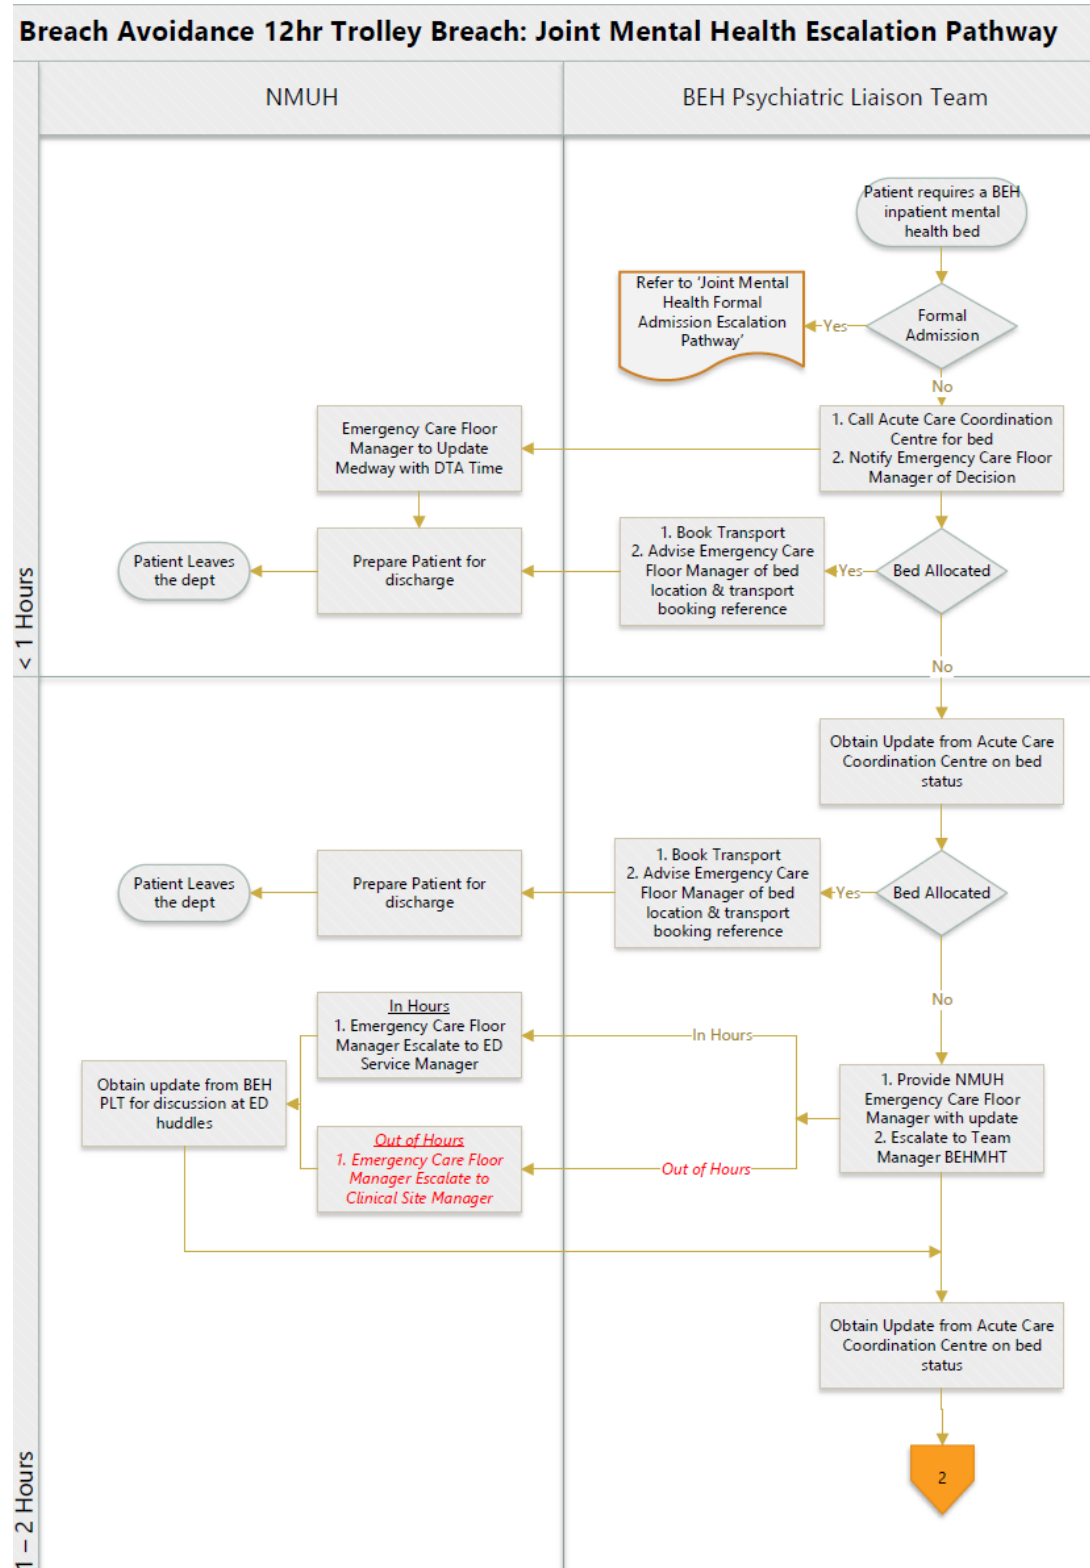 Breach Avoidance 12hr Trolley Breach: Joint Mental Health Escalation Pathway
NMUH
BEH Psychiatric Liaison Team
< 1 Hours
Patient requires a BEH
inpatient mental
health bed
Refer to ‘Joint Mental
Health Formal
Admission Escalation
Pathway’
Yes
Formal
Admission
No
Emergency Care Floor
Manager to Update
Medway with DTA Time
1. Call Acute Care Coordination
Centre for bed
2. Notify Emergency Care Floor
Manager of Decision
Patient Leaves
the dept
Prepare Patient for
discharge
1. Book Transport
2. Advise Emergency Care
Floor Manager of bed
location & transport
booking reference
Yes
Bed Allocated
No
1 – 2 Hours
Obtain Update from Acute Care
Coordination Centre on bed
status
Patient Leaves
the dept
Prepare Patient for
discharge
1. Book Transport
2. Advise Emergency Care
Floor Manager of bed
location & transport
booking reference
Yes
Bed Allocated
No
In Hours
1. Emergency Care Floor
Manager Escalate to ED
Service Manager
In Hours
Obtain update from BEH
PLT for discussion at ED
huddles
1. Provide NMUH
Emergency Care Floor
Manager with update
2. Escalate to Team
Manager BEHMHT
Out of Hours
1. Emergency Care Floor
Manager Escalate to
Clinical Site Manager
Out of Hours
Obtain Update from Acute Care
Coordination Centre on bed
status
2